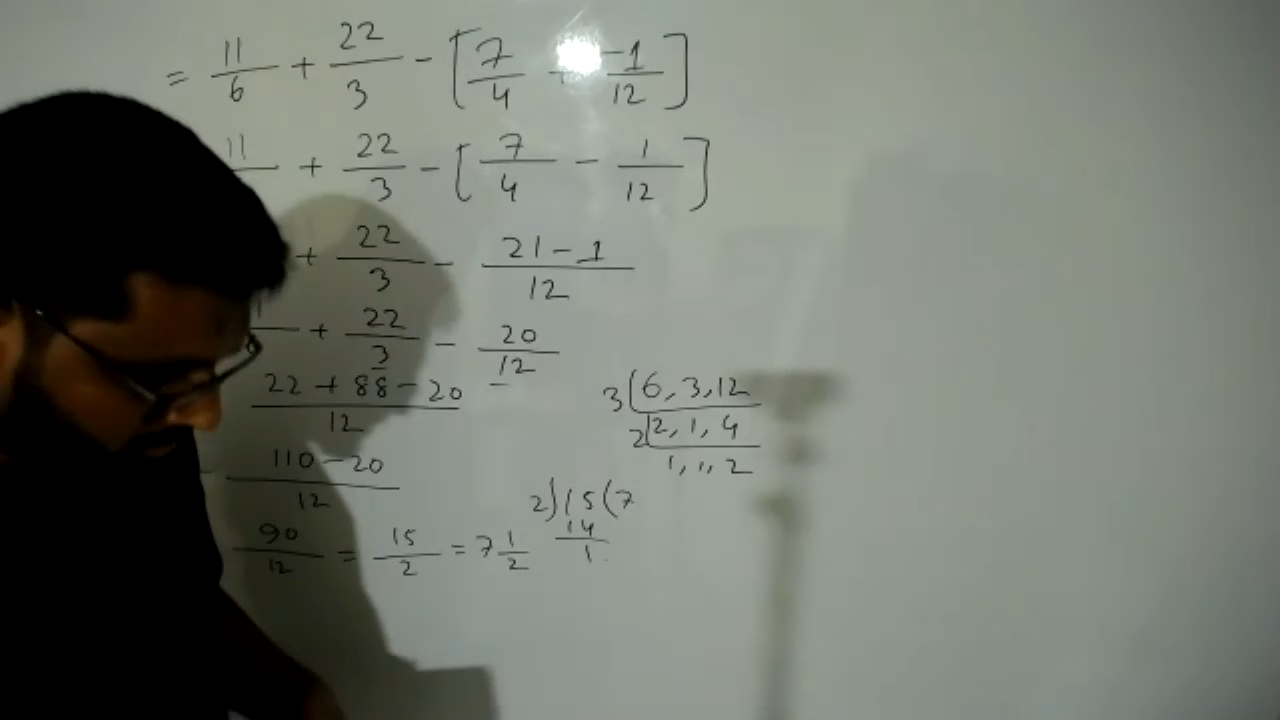 = 11/6 + 22/3 - [7/4 + -1/12]
11 + 22/3 - [7/4 - 1/12]
+ 22/3 - 21-1/12
+ 22/3 - 20/12
22 + 88 - 20/12
110-20/12
90/12 = 15/2 = 7 1/2
3 (6, 3, 12
2 |2, 1, 4
1, 1, 2
2)15(7
14
1